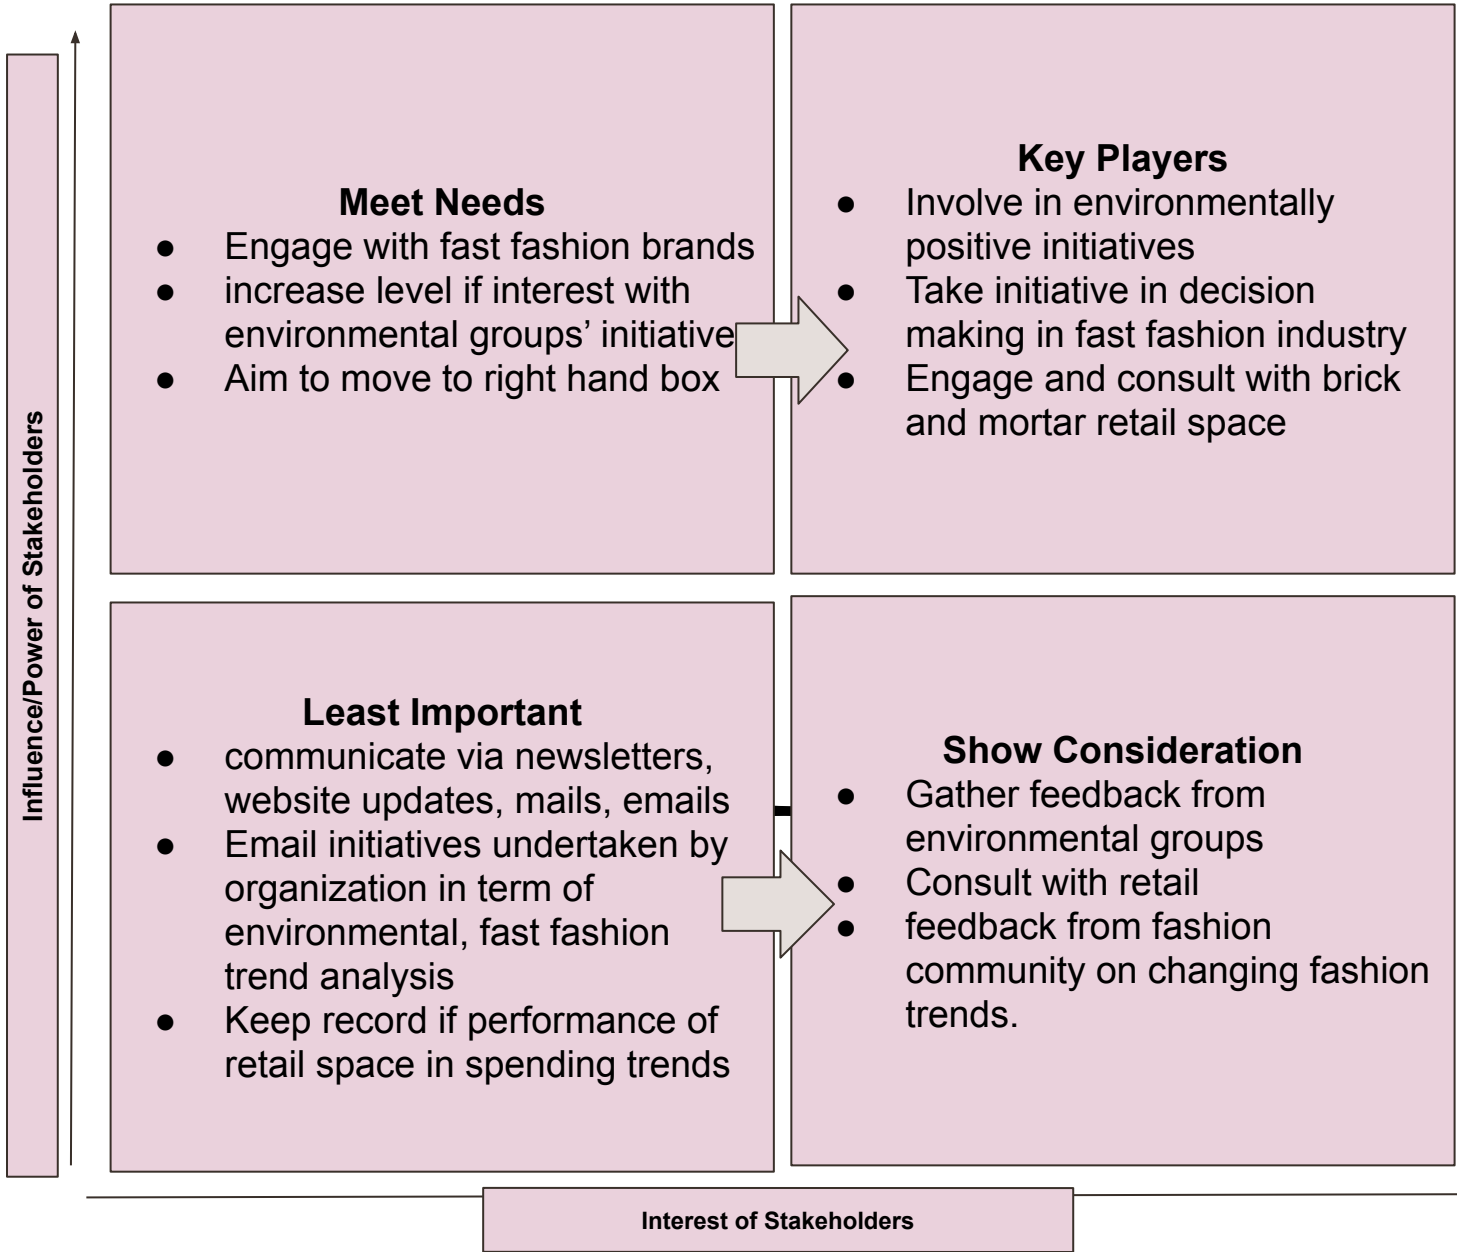 Influence/Power of Stakeholders
Meet Needs
● Engage with fast fashion brands
● increase level if interest with
environmental groups’ initiative
● Aim to move to right hand box
Key Players
● Involve in environmentally
positive initiatives
● Take initiative in decision
making in fast fashion industry
● Engage and consult with brick
and mortar retail space
Least Important
● communicate via newsletters,
website updates, mails, emails
● Email initiatives undertaken by
organization in term of
environmental, fast fashion
trend analysis
● Keep record if performance of
retail space in spending trends
Show Consideration
● Gather feedback from
environmental groups
● Consult with retail
● feedback from fashion
community on changing fashion
trends.
Interest of Stakeholders